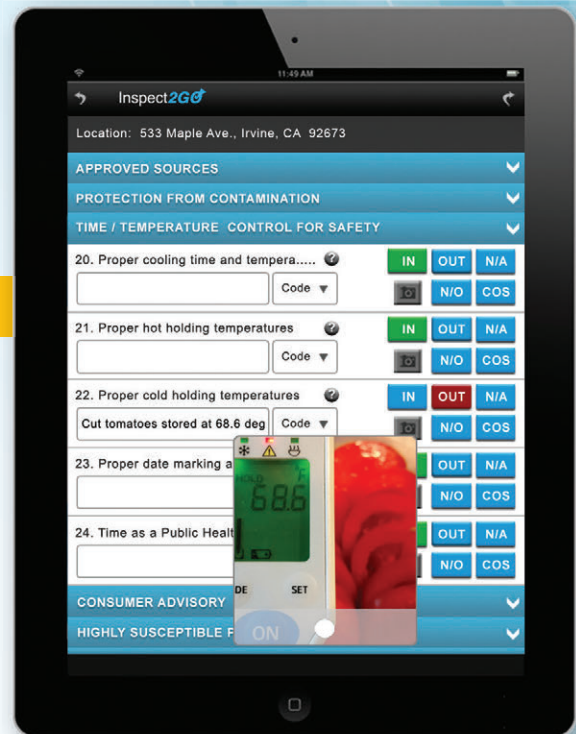 11:49 AM
Inspect2GO
Location: 533 Maple Ave., Irvine, CA 92673
APPROVED SOURCES
PROTECTION FROM CONTAMINATION
TIME / TEMPERATURE CONTROL FOR SAFETY
20. Proper cooling time and tempera..... ?
IN OUT N/A
Code
N/O COS
21. Proper hot holding temperatures ?
IN OUT N/A
Code
N/O COS
22. Proper cold holding temperatures ?
IN OUT N/A
Cut tomatoes stored at 68.6 deg Code
N/O COS
23. Proper date marking a
OUT N/A
N/O COS
24. Time as a Public Healt
OUT N/A
N/O COS
HOLD °F
68.6
DE SET
ON
CONSUMER ADVISORY
HIGHLY SUSCEPTIBLE P